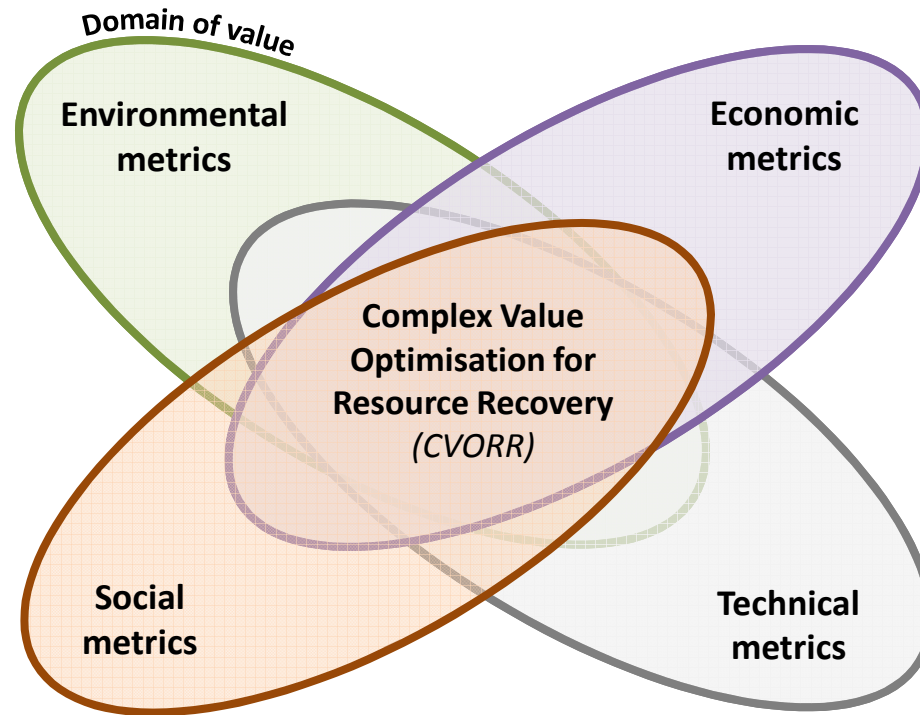 Domain of value
Environmental
metrics
Economic
metrics
Complex Value
Optimisation for
Resource Recovery
(CVORR)
Social
metrics
Technical
metrics